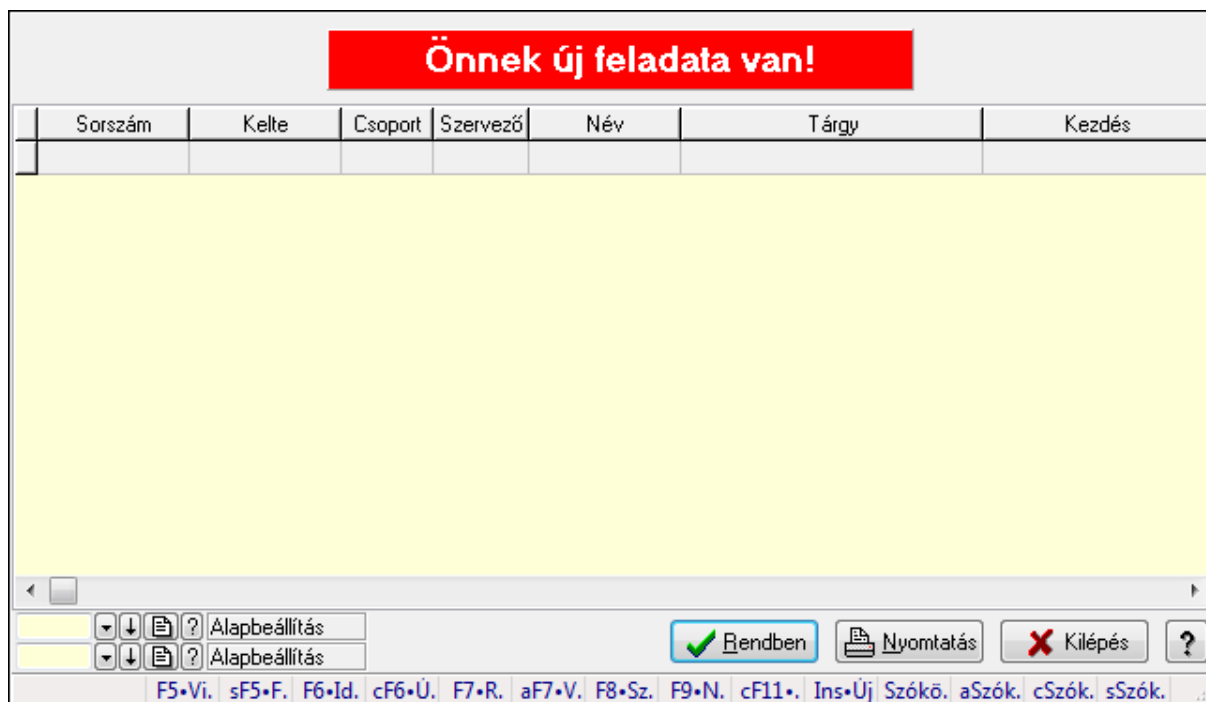 Önnek új feladata van!
Sorszám Kelte Csoport Szervező Név Tárgy Kezdés
? Alapbeállítás
? Alapbeállítás
Rendben Nyomtatás Kilépés ?
F5•Vi. sF5•F. F6•Id. cF6•Ú. F7•R. aF7•V. F8•Sz. F9•N. cF11•. Ins•Új Szókö. aSzók. cSzók. sSzók.